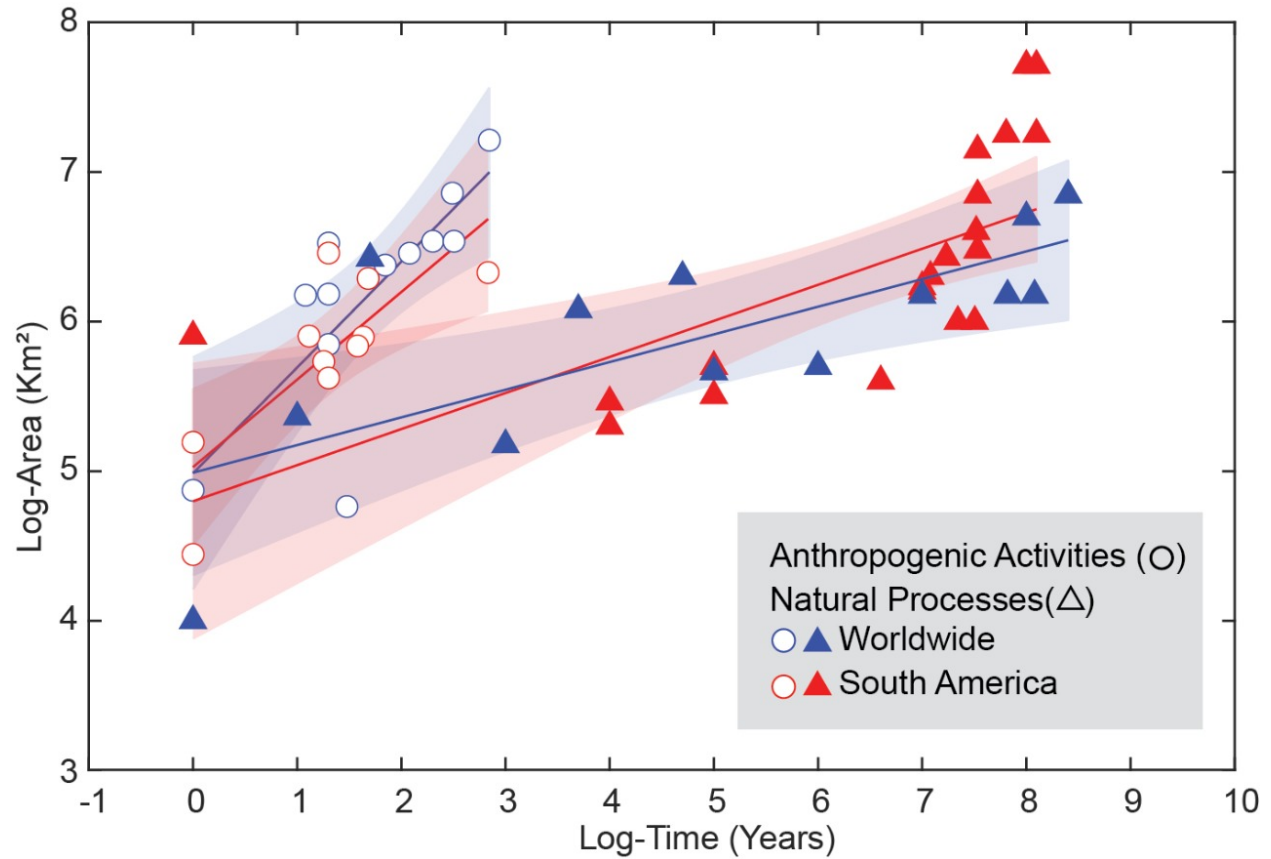 8
7
6
5
4
3
-1 0 1 2 3 4 5 6 7 8 9 10
Log-Area (Km²)
Log-Time (Years)
Anthropogenic Activities (○)
Natural Processes(△)
Worldwide
South America